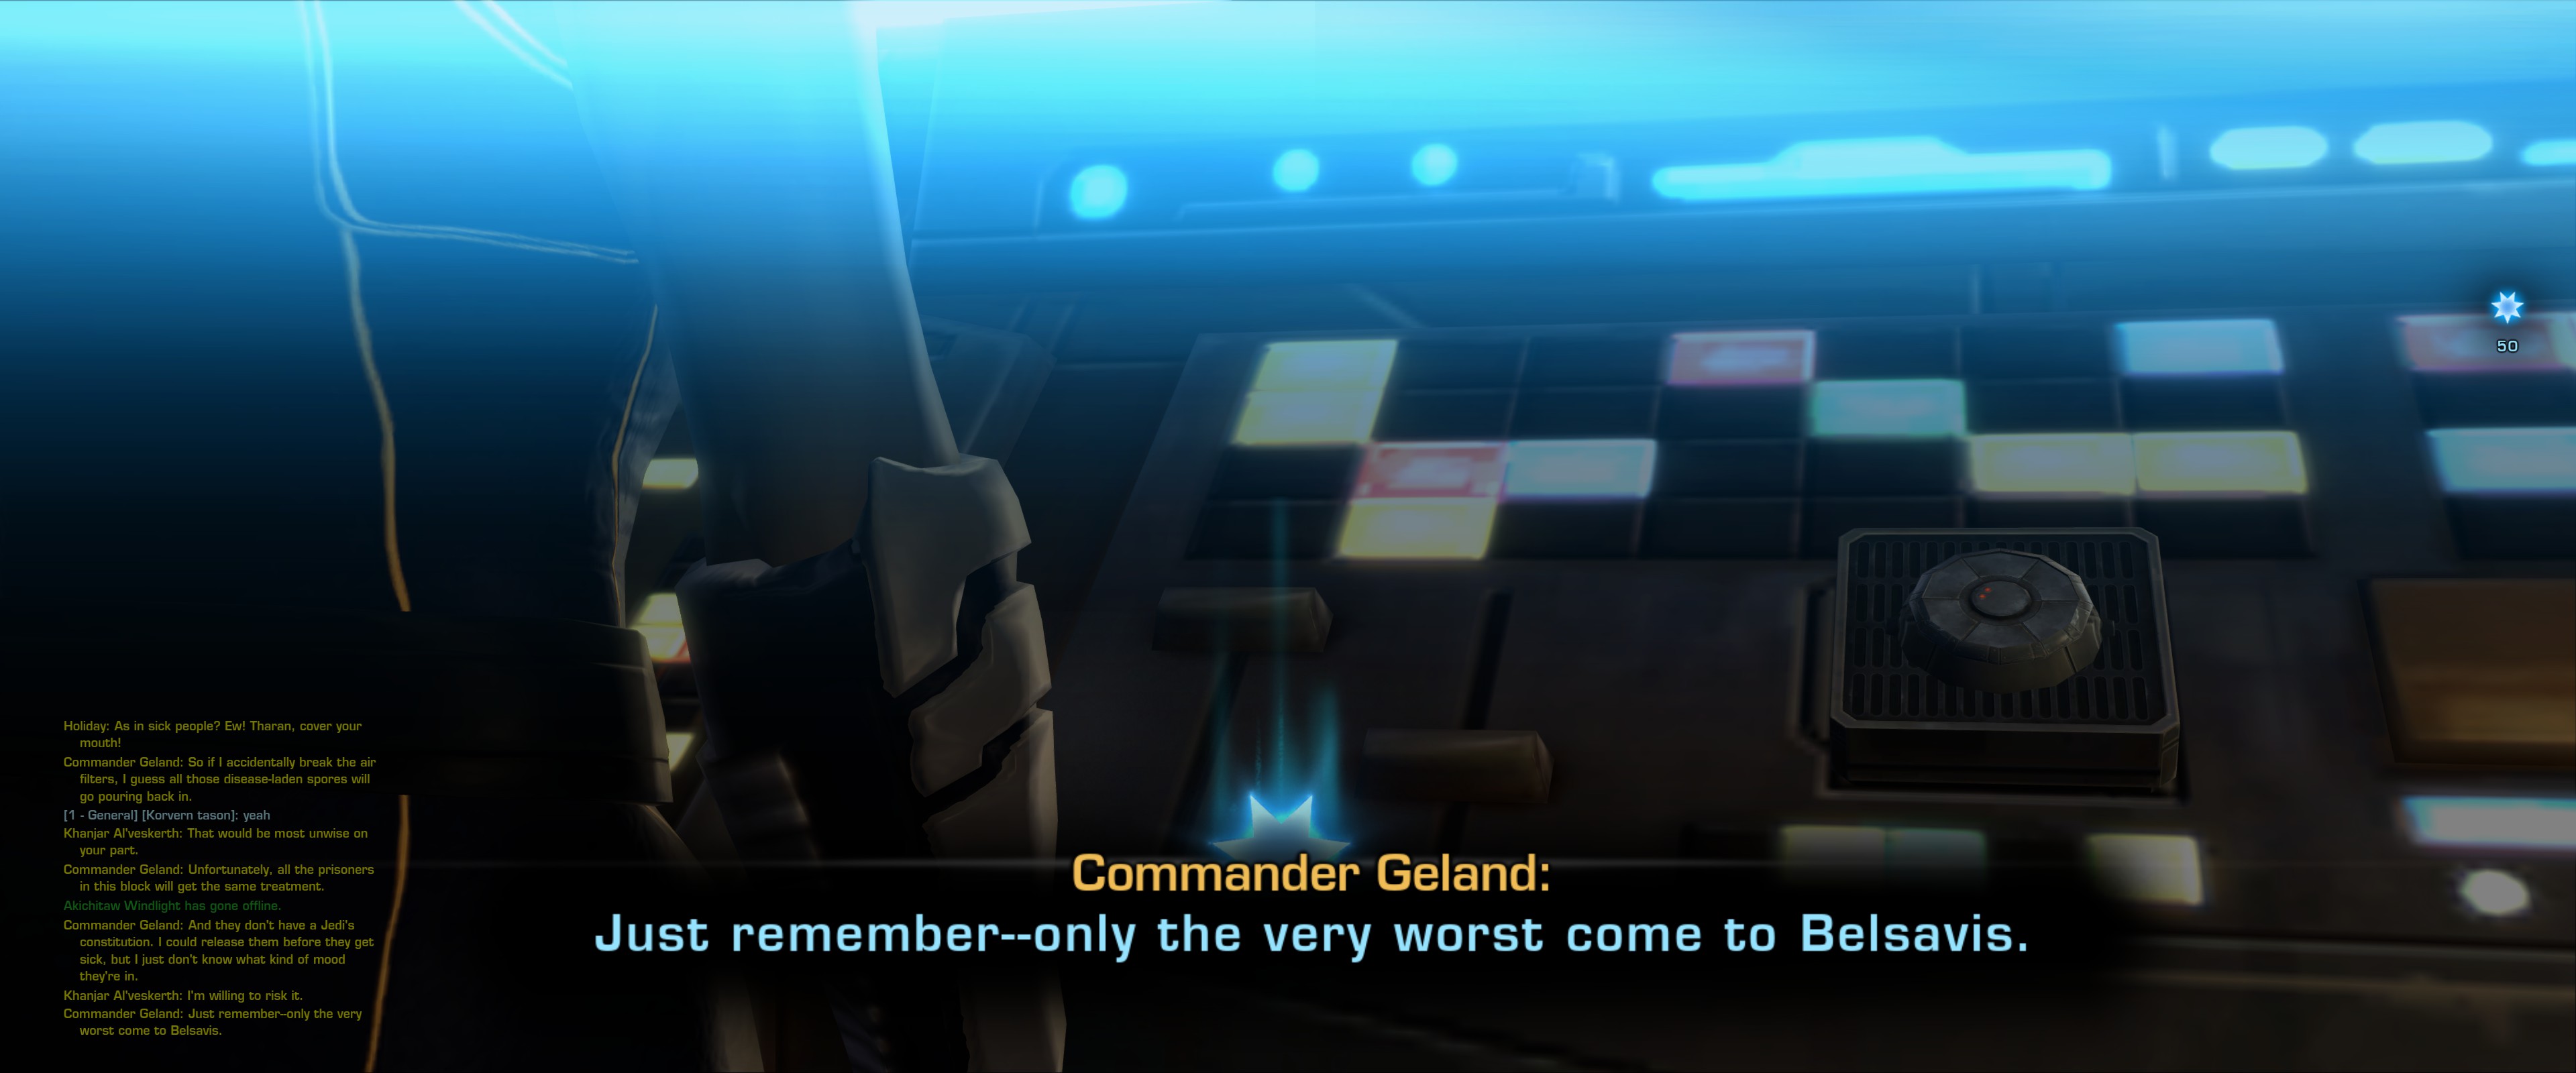 50
Holiday: As in sick people? Ew! Tharan, cover your
mouth!
Commander Geland: So if I accidentally break the air
filters, I guess all those disease-laden spores will
go pouring back in.
[1 - General] [Korvern tason]: yeah
Khanjar Al'veskerth: That would be most unwise on
your part.
Commander Geland: Unfortunately, all the prisoners
in this block will get the same treatment.
Akichitaw Windlight has gone offline.
Commander Geland: And they don't have a Jedi's
constitution. I could release them before they get
sick, but I just don't know what kind of mood
they're in.
Khanjar Al'veskerth: I'm willing to risk it.
Commander Geland: Just remember--only the very
worst come to Belsavis.
Commander Geland:
Just remember--only the very worst come to Belsavis.